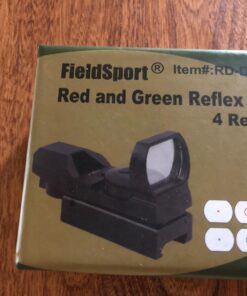 FieldSport® Item#:RD-
Red and Green Reflex
4 Re